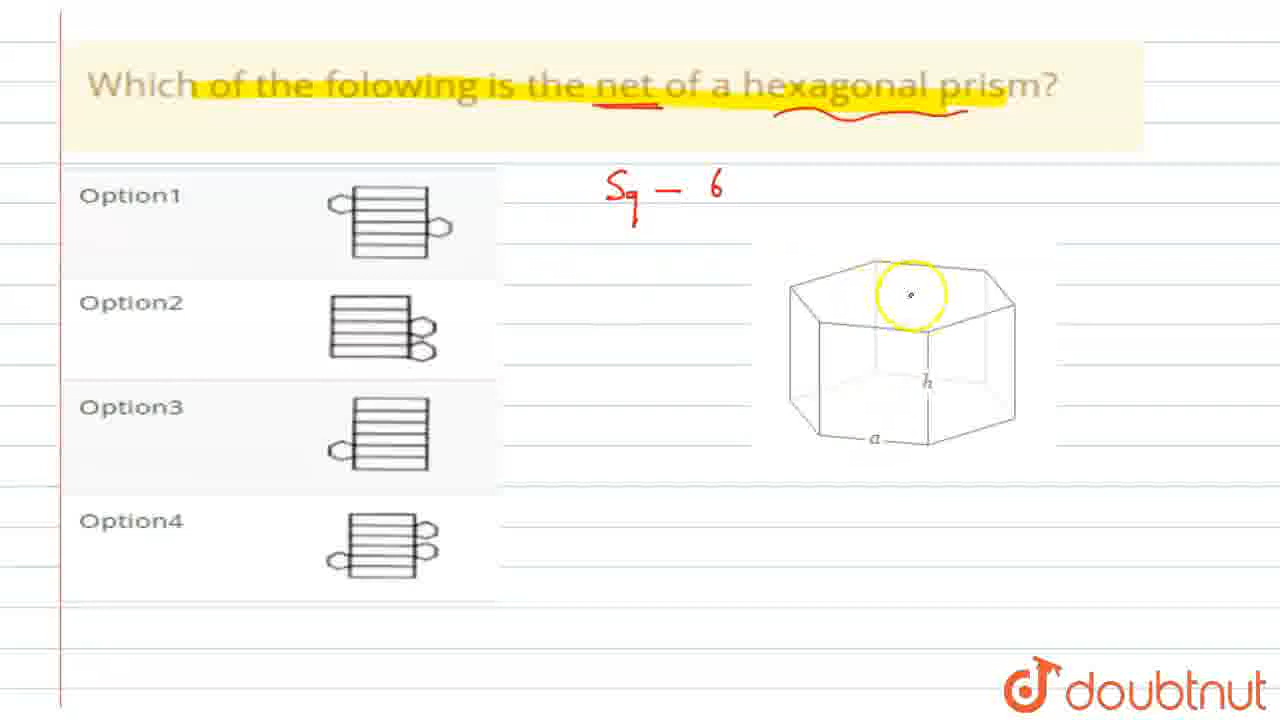 Which of the folowing is the net of a hexagonal prism?
Option1
Sq - 6
Option2
h
Option3
a
Option4
doubtnut